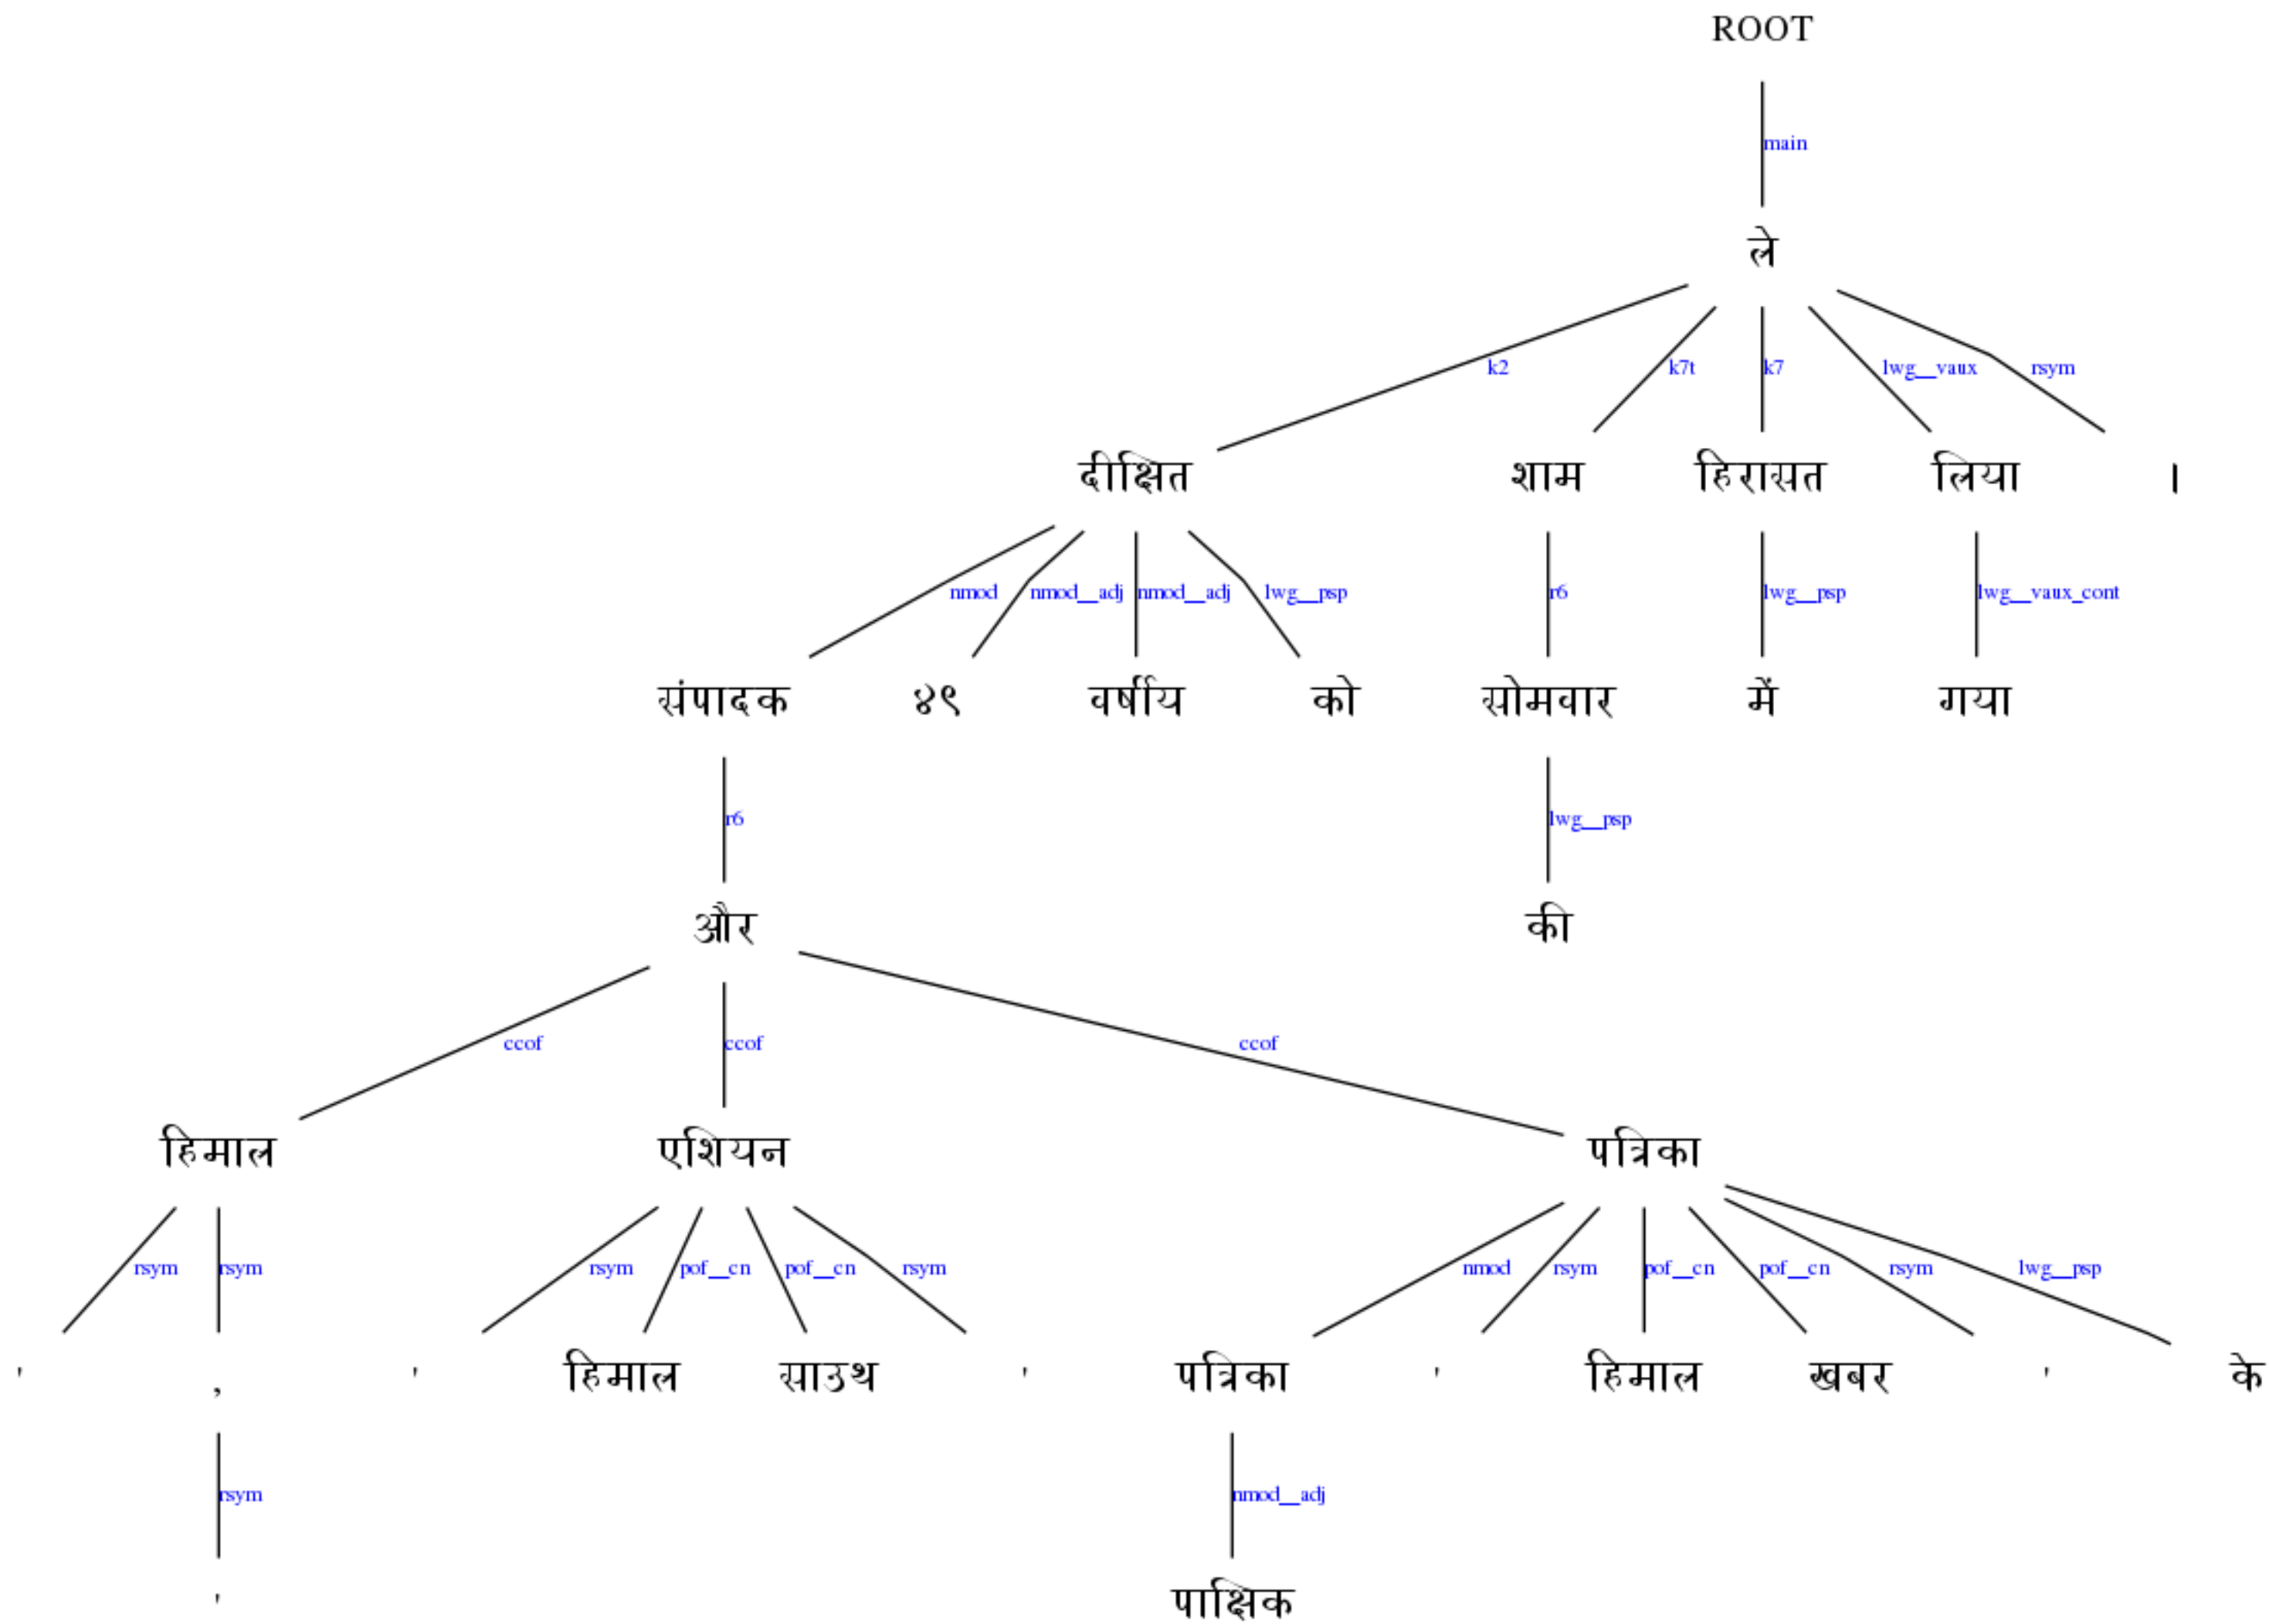 ROOT
main
ले
k2 k7t k7 lwg__vaux rsym
दीक्षित शाम हिरासत लिया ।
nmod nmod__adj nmod__adj lwg__psp r6 lwg__psp lwg__vaux_cont
संपादक ४९ वर्षीय को सोमवार में गया
r6 lwg__psp
और की
ccof ccof ccof
हिमाल एशियन पत्रिका
rsym rsym rsym pof__cn pof__cn rsym nmod rsym pof__cn pof__cn rsym lwg__psp
' , ' हिमाल साउथ ' पत्रिका ' हिमाल खबर ' के
rsym nmod__adj
' पाक्षिक